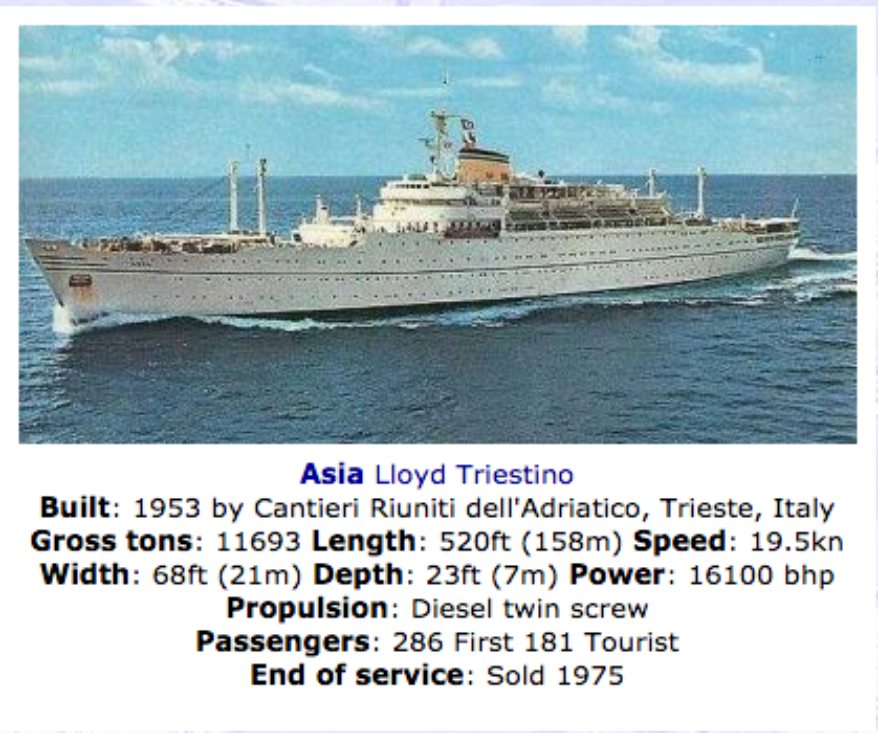 Asia Lloyd Triestino
Built: 1953 by Cantieri Riuniti dell'Adriatico, Trieste, Italy
Gross tons: 11693 Length: 520ft (158m) Speed: 19.5kn
Width: 68ft (21m) Depth: 23ft (7m) Power: 16100 bhp
Propulsion: Diesel twin screw
Passengers: 286 First 181 Tourist
End of service: Sold 1975